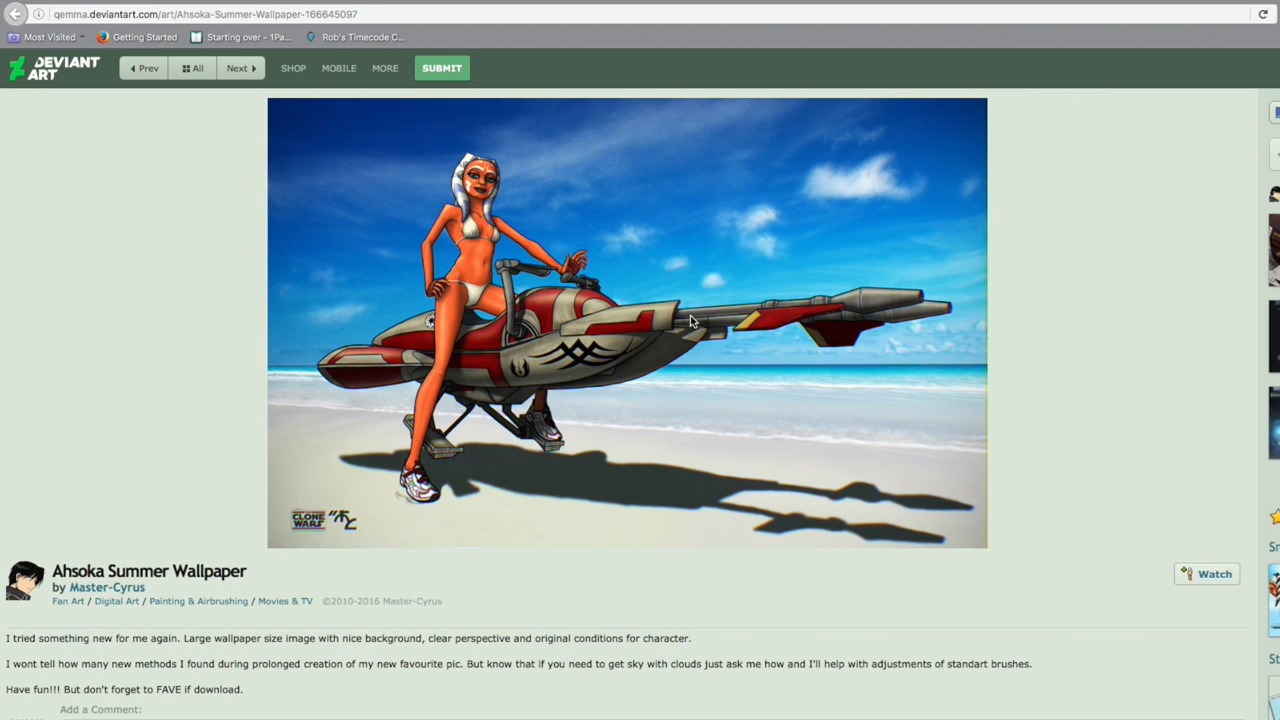 qemma.deviantart.com/art/Ahsoka-Summer-Wallpaper-166645097
Most Visited Getting Started Starting over - 1Pa... Rob's Timecode C...
DEVIANT ART Prev All Next SHOP MOBILE MORE SUBMIT
CLONE WARS
Ahsoka Summer Wallpaper
by Master-Cyrus
Watch
Fan Art / Digital Art / Painting & Airbrushing / Movies & TV ©2010-2016 Master-Cyrus
I tried something new for me again. Large wallpaper size image with nice background, clear perspective and original conditions for character.
I wont tell how many new methods I found during prolonged creation of my new favourite pic. But know that if you need to get sky with clouds just ask me how and I'll help with adjustments of standart brushes.
Have fun!!! But don't forget to FAVE if download.
Add a Comment: